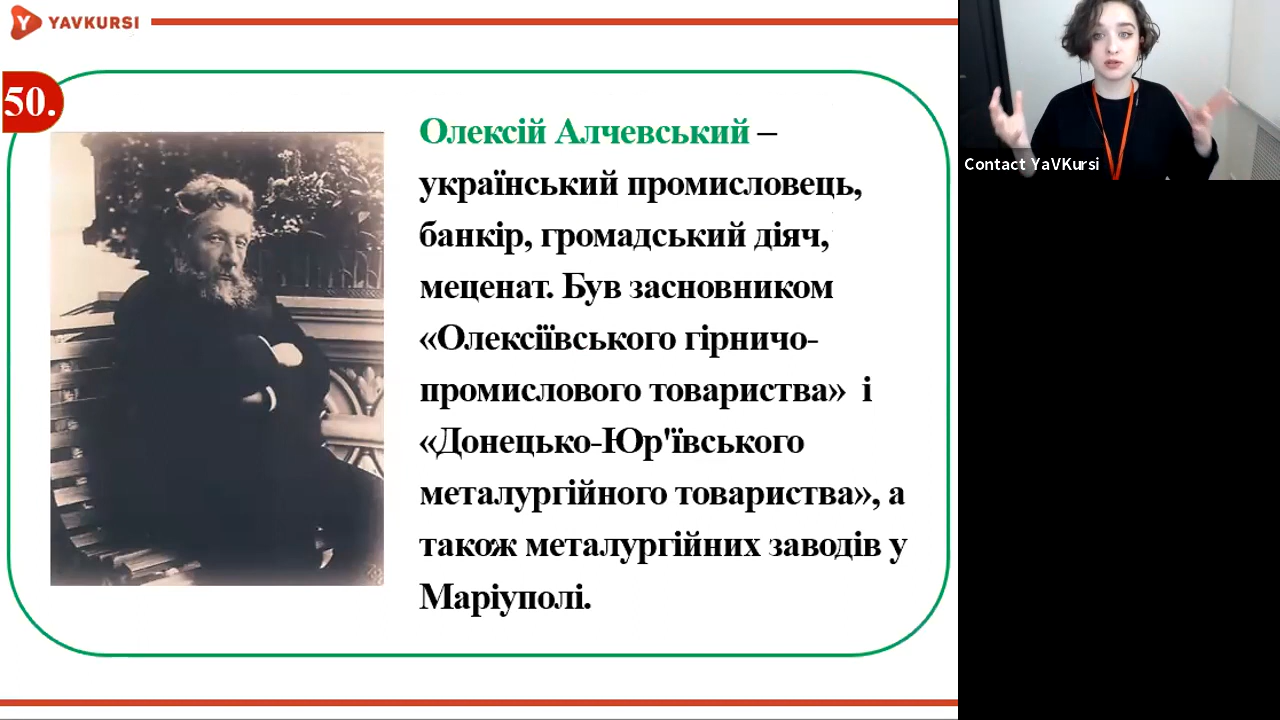 YAVKURSI
50.
Олексій Алчевський –
український промисловець,
банкір, громадський діяч,
меценат. Був засновником
«Олексіївського гірничо-
промислового товариства» і
«Донецько-Юр'ївського
металургійного товариства», а
також металургійних заводів у
Маріуполі.
Contact YaVKursi